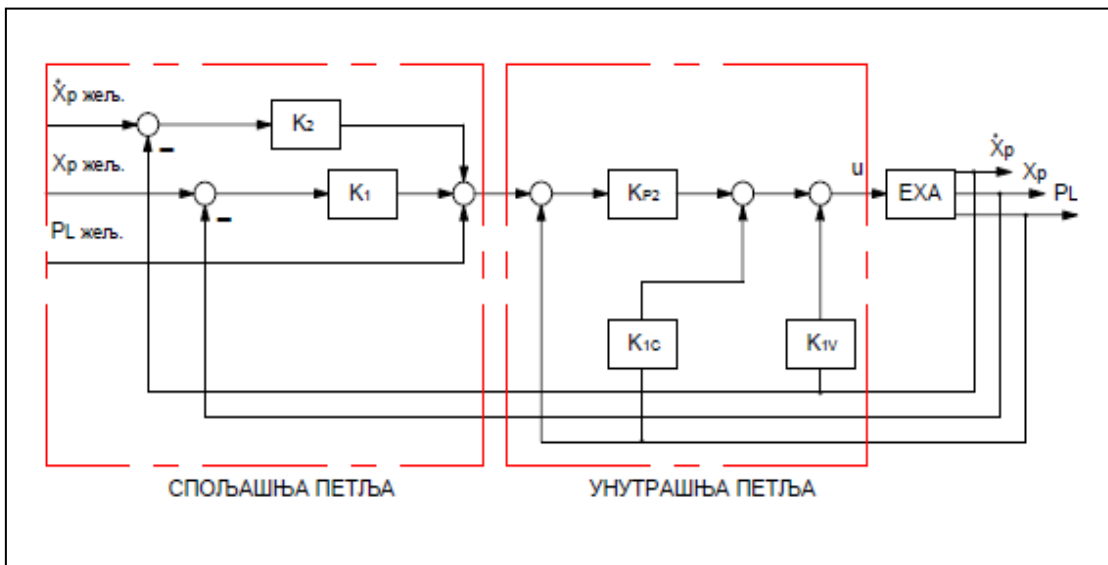 Ẋp жељ.
K2
Ẋp
Xp жељ.
u
Xp
K1
KP2
EXA
PL
PL жељ.
–
–
K1C
K1V
СПОЉАШЊА ПЕТЉА
УНУТРАШЊА ПЕТЉА